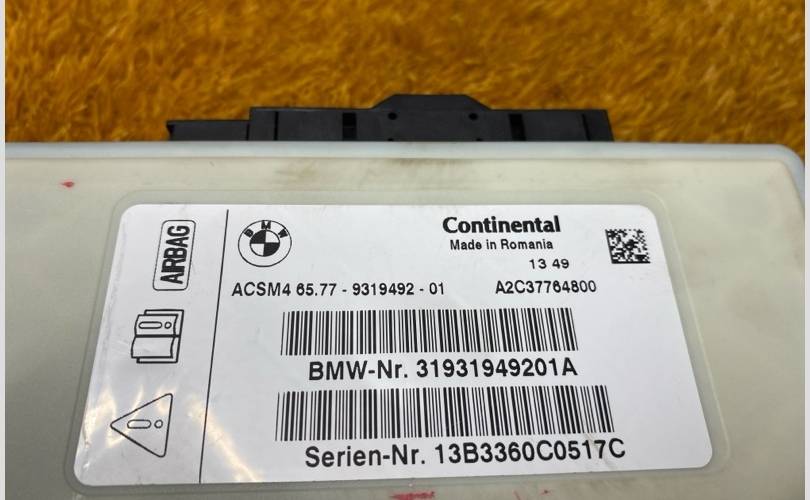 AIRBAG
BMW
Continental
Made in Romania
13 49
ACSM4 65.77 - 9319492 - 01 A2C37764800
BMW-Nr. 31931949201A
Serien-Nr. 13B3360C0517C